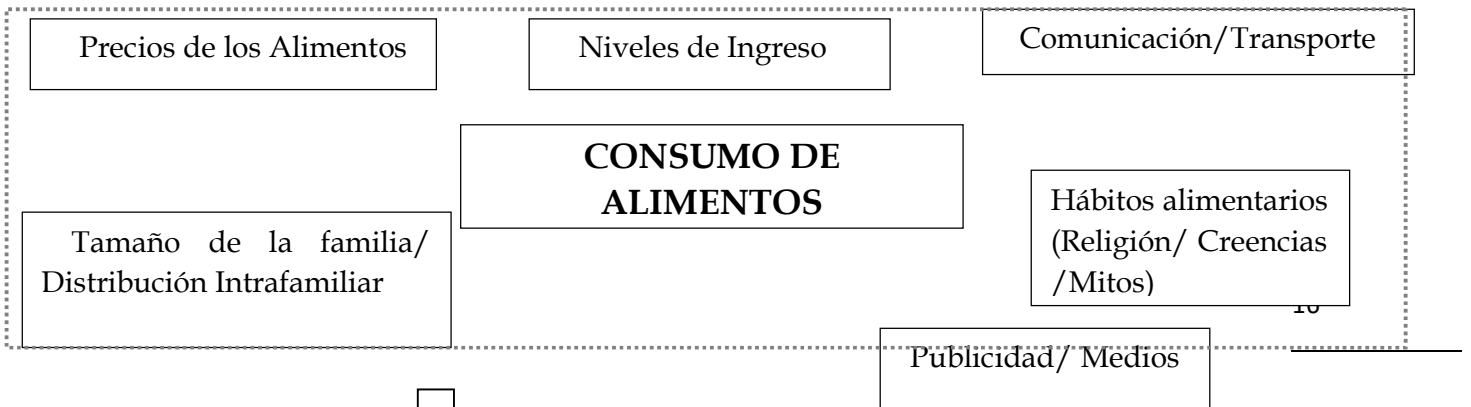 Precios de los Alimentos
Niveles de Ingreso
Comunicación/Transporte
CONSUMO DE
ALIMENTOS
Hábitos alimentarios
(Religión/ Creencias
/Mitos)
Tamaño de la familia/
Distribución Intrafamiliar
Publicidad/ Medios